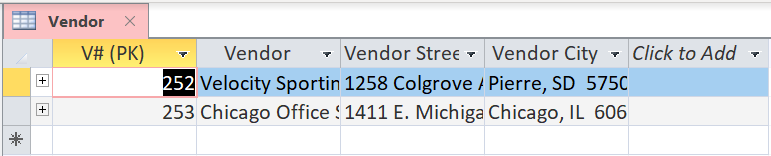 Vendor
V# (PK) Vendor Vendor Stree Vendor City Click to Add
252 Velocity Sportin 1258 Colgrove A Pierre, SD 5750
253 Chicago Office S 1411 E. Michiga Chicago, IL 606